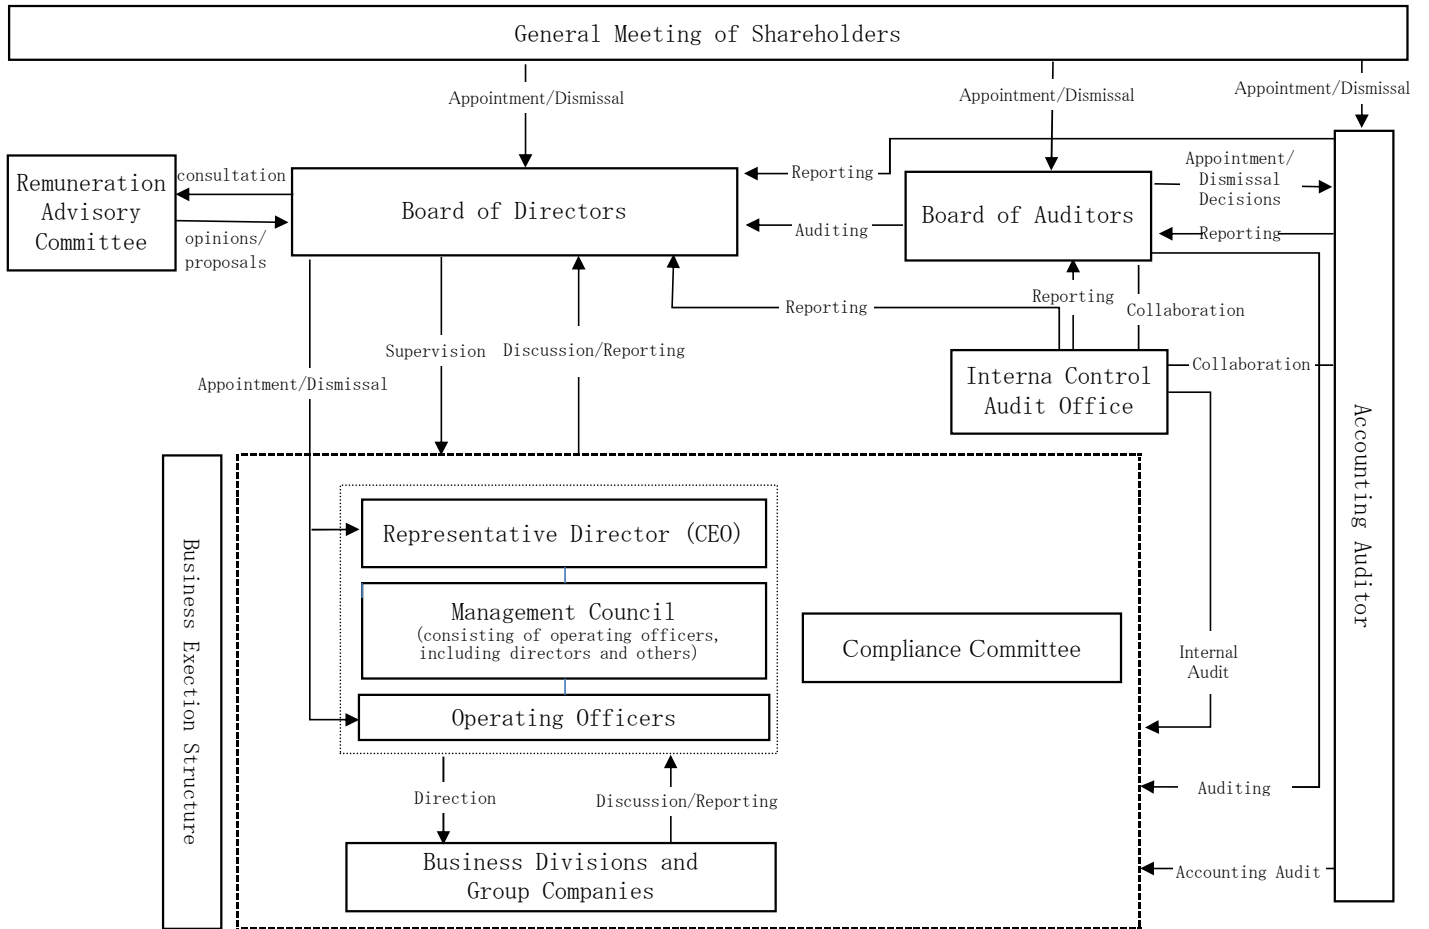 General Meeting of Shareholders
Appointment/Dismissal
Appointment/Dismissal
Appointment/Dismissal
Remuneration
Advisory
Committee
consultation
opinions/
proposals
Board of Directors
Reporting
Auditing
Board of Auditors
Appointment/
Dismissal
Decisions
Reporting
Reporting
Reporting
Collaboration
Supervision
Discussion/Reporting
Appointment/Dismissal
Interna Control
Audit Office
Collaboration
Accounting Auditor
Business Exection Structure
Representative Director (CEO)
Management Council
(consisting of operating officers,
including directors and others)
Operating Officers
Compliance Committee
Internal
Audit
Direction
Discussion/Reporting
Auditing
Business Divisions and
Group Companies
Accounting Audit